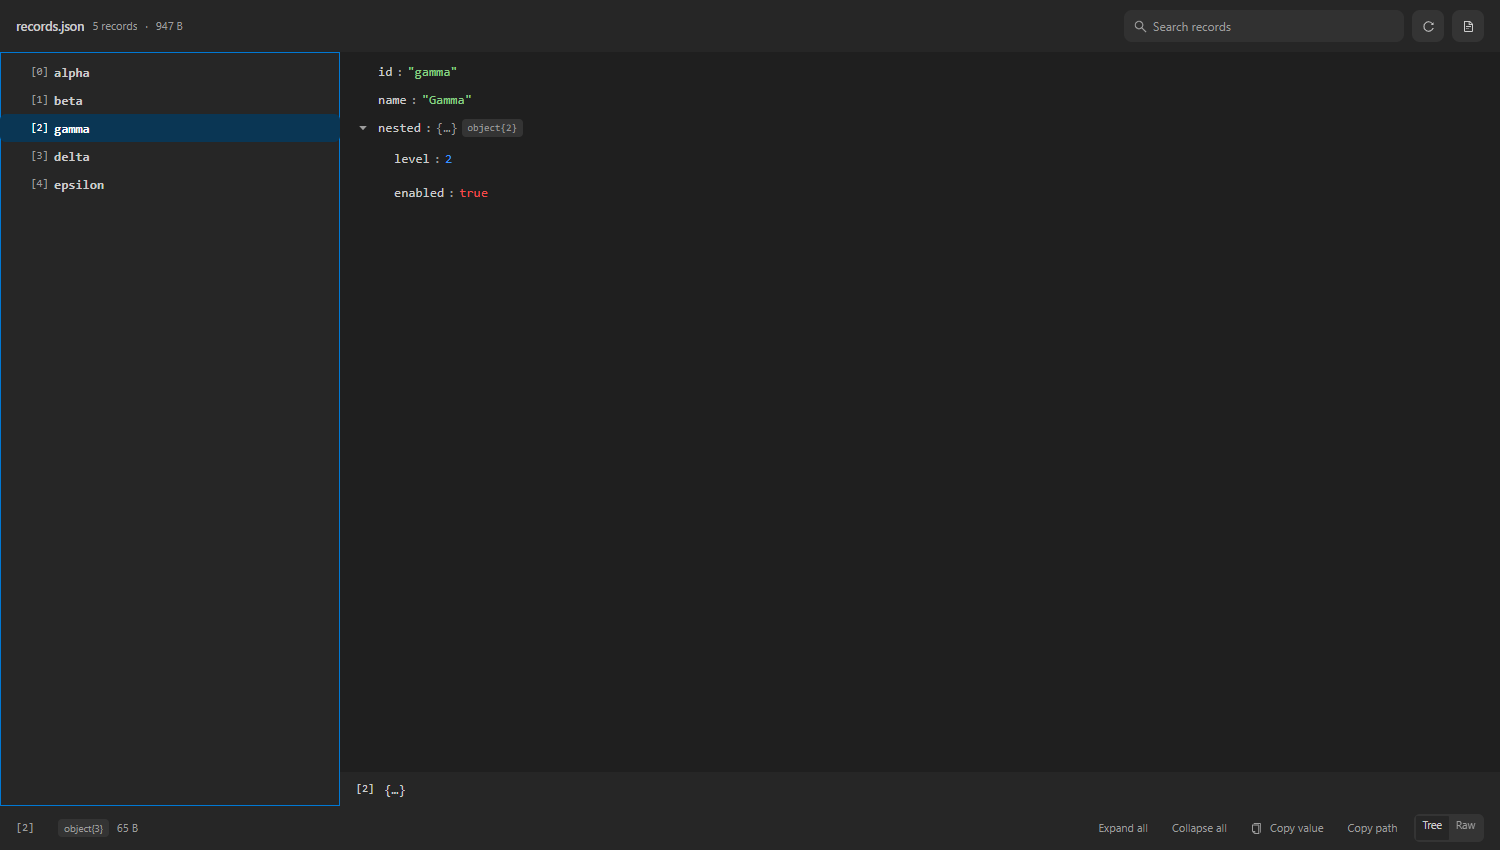 records.json 5 records · 947 B
Search records
[0] alpha
[1] beta
[2] gamma
[3] delta
[4] epsilon
id : "gamma"
name : "Gamma"
nested : {…} object{2}
level : 2
enabled : true
[2] {…}
[2] object{3} 65 B
Expand all Collapse all Copy value Copy path Tree Raw